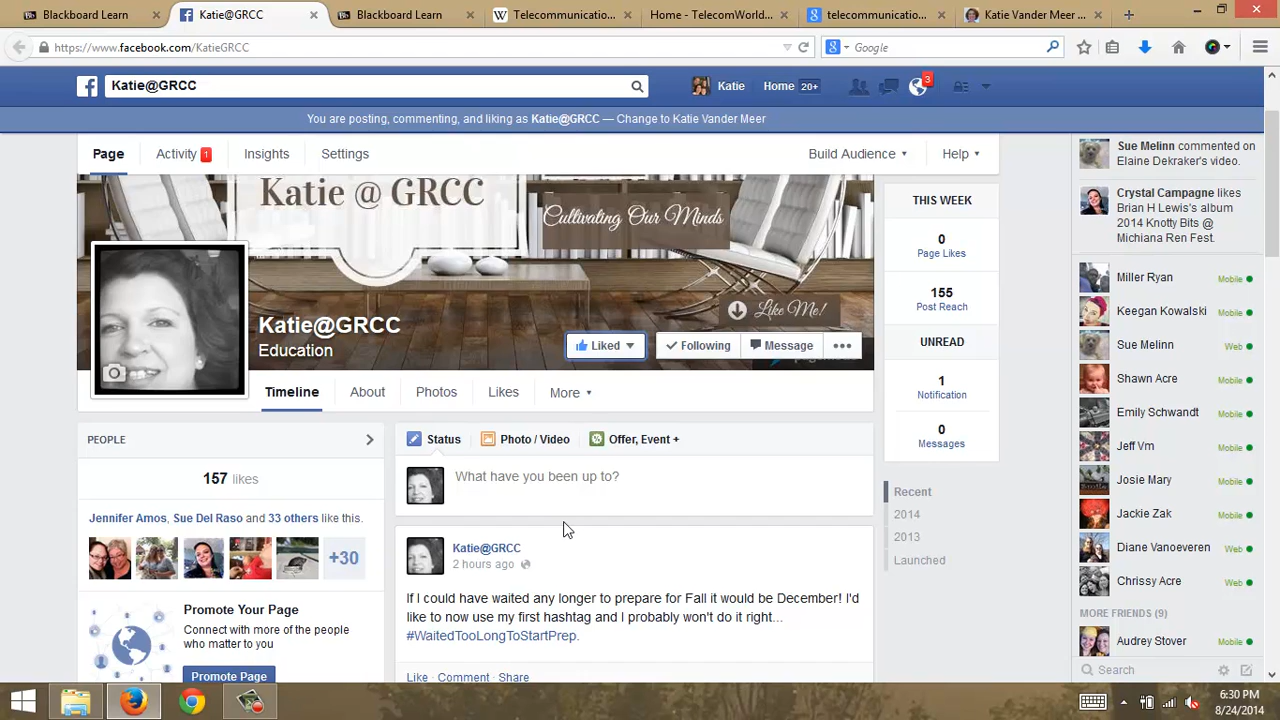 Blackboard Learn
Katie@GRCC
Blackboard Learn
Telecommunication...
Home - TelecomWorld...
telecommunicatio...
Katie Vander Meer ...
https://www.facebook.com/KatieGRCC
Google
Katie@GRCC
Katie
Home 20+
3
You are posting, commenting, and liking as Katie@GRCC — Change to Katie Vander Meer
Page
Activity 1
Insights
Settings
Build Audience
Help
Katie @ GRCC
Cultivating Our Minds
Like Me!
Katie@GRCC
Education
Liked
Following
Message
Timeline
About
Photos
Likes
More
PEOPLE
157 likes
Jennifer Amos, Sue Del Raso and 33 others like this.
+30
Promote Your Page
Connect with more of the people
who matter to you
Promote Page
Status
Photo / Video
Offer, Event +
What have you been up to?
Katie@GRCC
2 hours ago
If I could have waited any longer to prepare for Fall it would be December! I'd
like to now use my first hashtag and I probably won't do it right...
#WaitedTooLongToStartPrep.
Like · Comment · Share
THIS WEEK
0
Page Likes
155
Post Reach
UNREAD
1
Notification
0
Messages
Recent
2014
2013
Launched
Sue Melinn commented on
Elaine Dekraker's video.
Crystal Campagne likes
Brian H Lewis's album
2014 Knotty Bits @
Michiana Ren Fest.
Miller Ryan Mobile
Keegan Kowalski Mobile
Sue Melinn Web
Shawn Acre Mobile
Emily Schwandt Mobile
Jeff Vm Mobile
Josie Mary Mobile
Jackie Zak Mobile
Diane Vanoeveren Web
Chrissy Acre Web
MORE FRIENDS (9)
Audrey Stover Mobile
Search
6:30 PM
8/24/2014